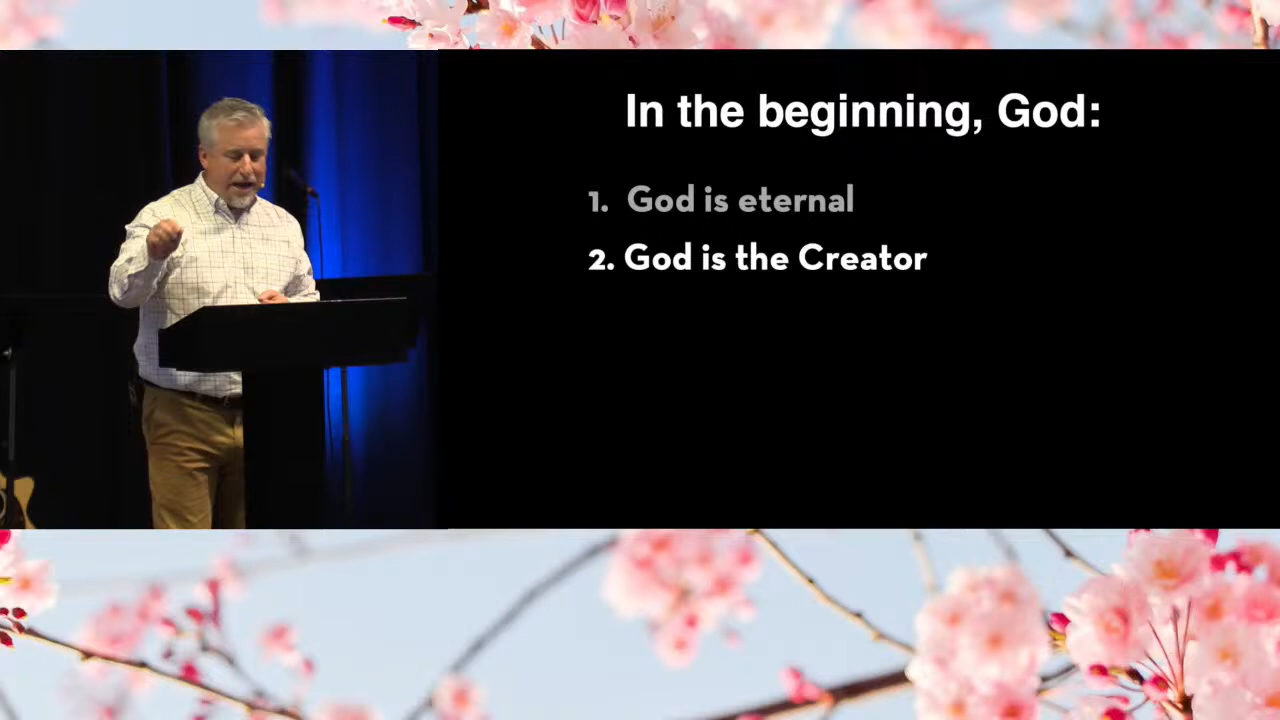 In the beginning, God:
1. God is eternal
2. God is the Creator